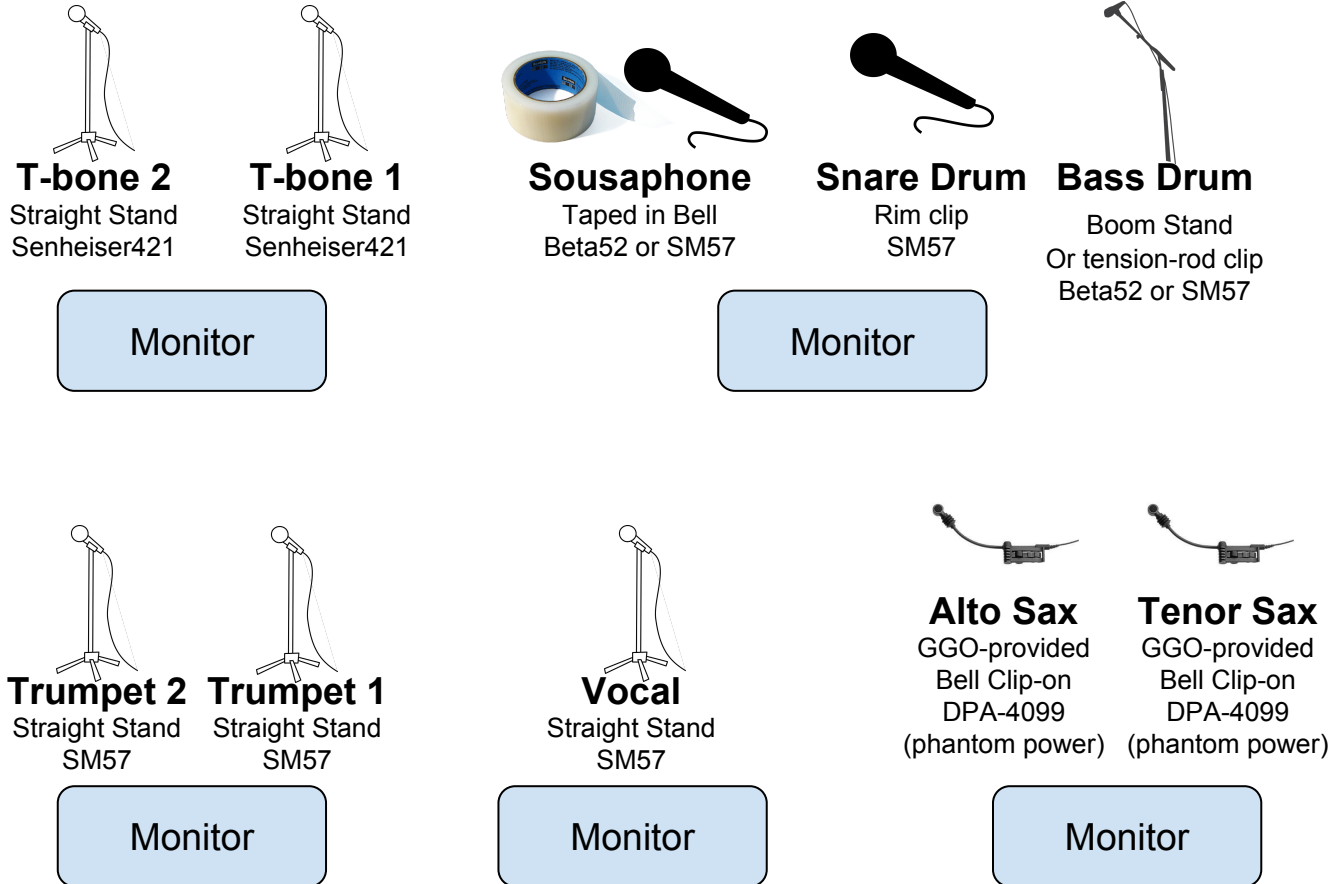 T-bone 2
Straight Stand
Senheiser421
T-bone 1
Straight Stand
Senheiser421
Sousaphone
Taped in Bell
Beta52 or SM57
Snare Drum
Rim clip
SM57
Bass Drum
Boom Stand
Or tension-rod clip
Beta52 or SM57
Monitor
Monitor
Trumpet 2
Straight Stand
SM57
Trumpet 1
Straight Stand
SM57
Vocal
Straight Stand
SM57
Alto Sax
GGO-provided
Bell Clip-on
DPA-4099
(phantom power)
Tenor Sax
GGO-provided
Bell Clip-on
DPA-4099
(phantom power)
Monitor
Monitor
Monitor